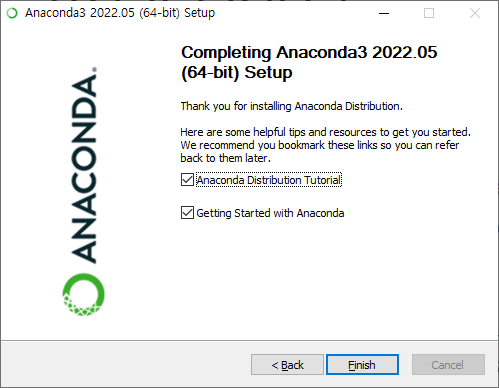 Anaconda3 2022.05 (64-bit) Setup
Completing Anaconda3 2022.05
(64-bit) Setup
Thank you for installing Anaconda Distribution.
Here are some helpful tips and resources to get you started.
We recommend you bookmark these links so you can refer
back to them later.
Anaconda Distribution Tutorial
Getting Started with Anaconda
ANACONDA.
< Back
Finish
Cancel